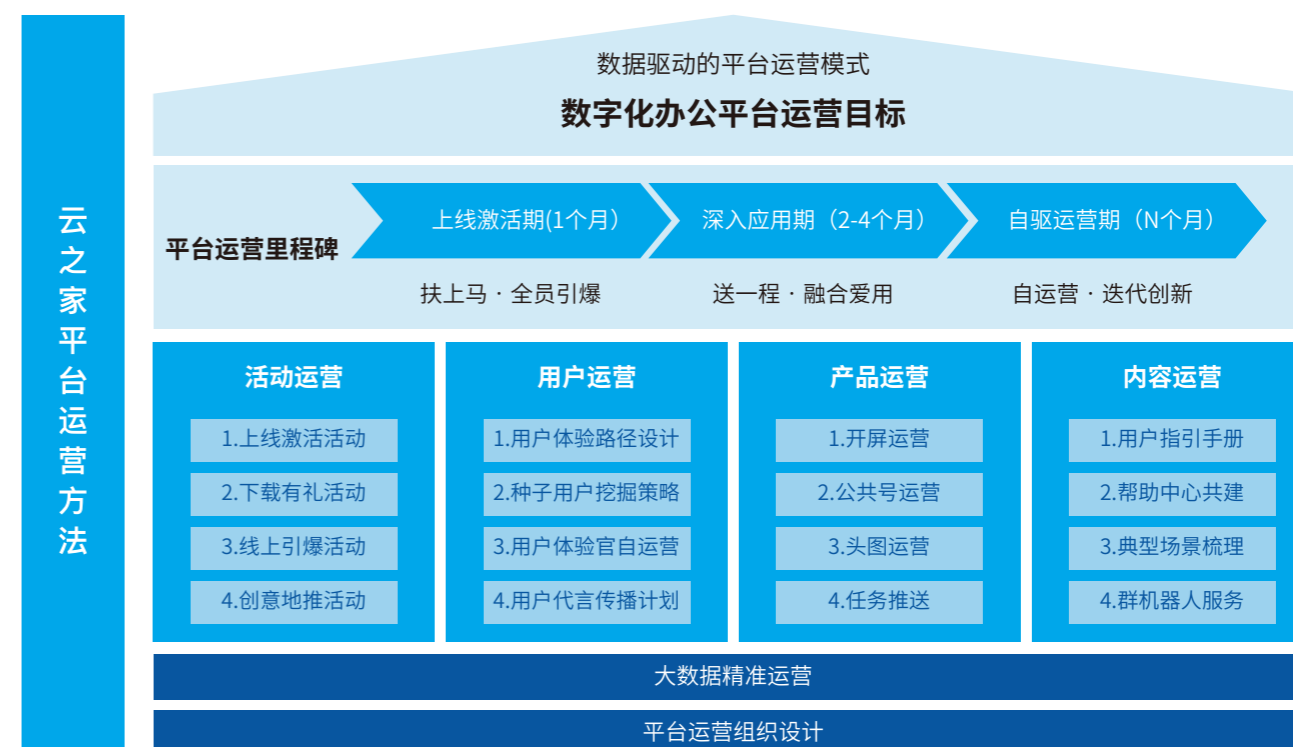 云之家平台运营方法
数据驱动的平台运营模式
数字化办公平台运营目标
平台运营里程碑
上线激活期(1个月）
深入应用期（2-4个月）
自驱运营期（N个月）
扶上马·全员引爆
送一程·融合爱用
自运营·迭代创新
活动运营
1.上线激活活动
2.下载有礼活动
3.线上引爆活动
4.创意地推活动
用户运营
1.用户体验路径设计
2.种子用户挖掘策略
3.用户体验官自运营
4.用户代言传播计划
产品运营
1.开屏运营
2.公共号运营
3.头图运营
4.任务推送
内容运营
1.用户指引手册
2.帮助中心共建
3.典型场景梳理
4.群机器人服务
大数据精准运营
平台运营组织设计